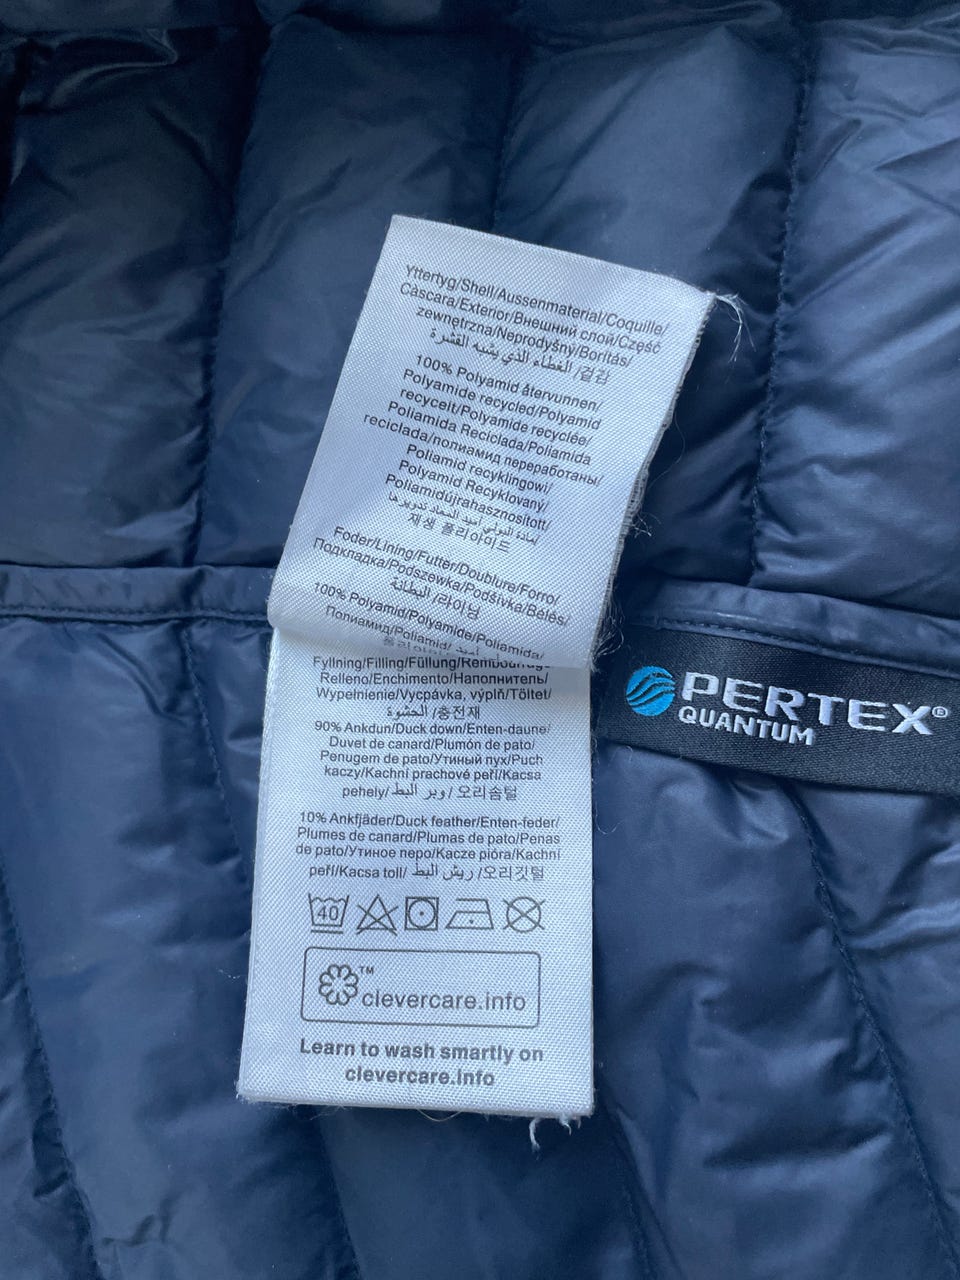 Yttertyg/Shell/Aussenmaterial/Coquille/
Càscara/Exterior/Внешний слой/Część
zewnętrzna/Neprodyšný/Borítás/
الغطاء الذي يشبه القشرة /겉감
100% Polyamid återvunnen/
Polyamide recycled/Polyamid
recyceit/Polyamide recyclée/
Poliamida Reciclada/Poliamida
reciclada/полиамид переработаны/
Poliamid recyklingowi/
Polyamid Recyklovaný/
Poliamidújrahasznosított/
재생 폴리아미드
Foder/Lining/Futter/Doublure/Forro/
Подкладка/Podszewka/Podšívka/Bélés/
البطانة /라이닝
100% Polyamid/Polyamide/Poliamida/
Полиамид/Poliamid/
Fyllning/Filling/Füllung/Rembourrage
Relleno/Enchimento/Наполнитель/
Wypełnienie/Vycpávka, výplň/Töltet/
الحشوة /충전재
90% Ankdun/Duck down/Enten-daune/
Duvet de canard/Plumón de pato/
Penugem de pato/Утиный пух/Puch
kaczy/Kachní prachové peří/Kacsa
pehely/ وبر البط / 오리솜털
10% Ankfjäder/Duck feather/Enten-feder/
Plumes de canard/Plumas de pato/Penas
de pato/Утиное перо/Kacze pióra/Kachní
peří/Kacsa toll/ ريش البط /오리깃털
40
™
clevercare.info
Learn to wash smartly on
clevercare.info
PERTEX®
QUANTUM